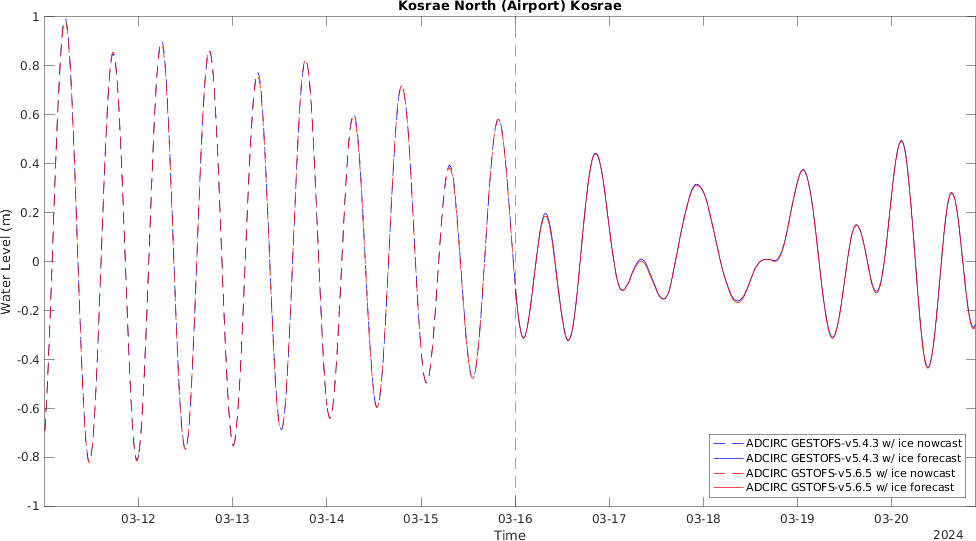 Kosrae North (Airport) Kosrae
Water Level (m)
1
0.8
0.6
0.4
0.2
0
-0.2
-0.4
-0.6
-0.8
-1
ADCIRC GESTOFS-v5.4.3 w/ ice nowcast
ADCIRC GESTOFS-v5.4.3 w/ ice forecast
ADCIRC GSTOFS-v5.6.5 w/ ice nowcast
ADCIRC GSTOFS-v5.6.5 w/ ice forecast
03-12 03-13 03-14 03-15 03-16 03-17 03-18 03-19 03-20
Time
2024